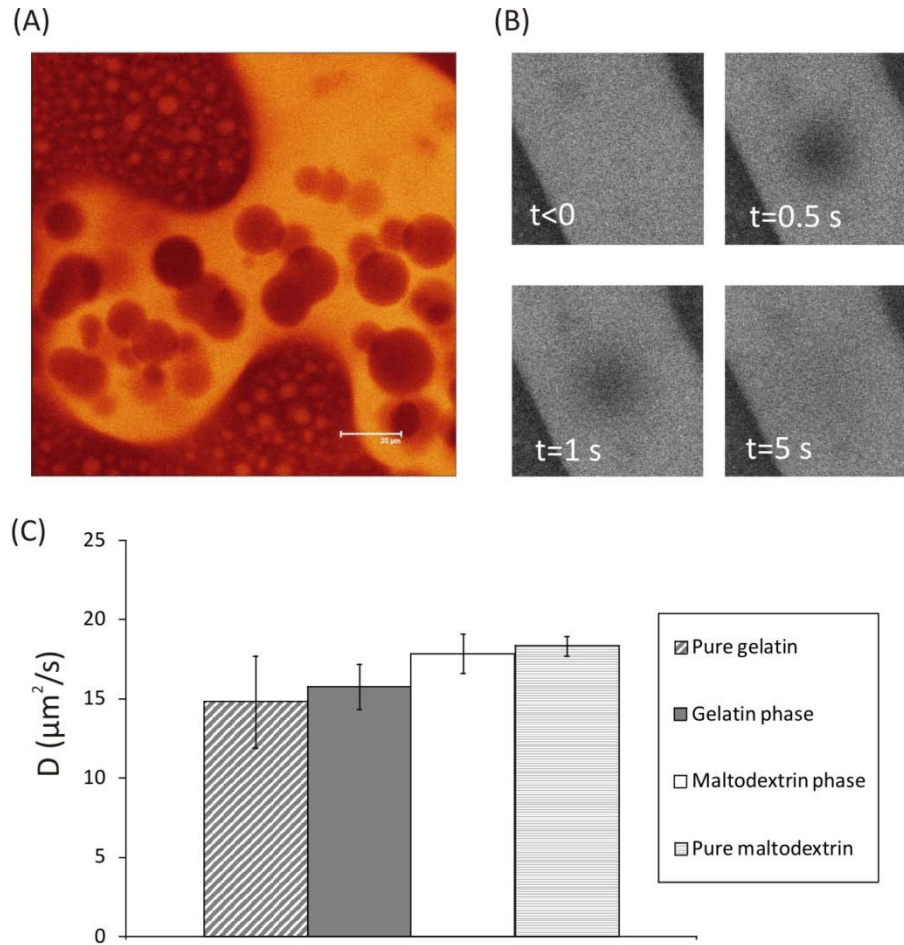 (A)
(B)
20 µm
t<0
t=0.5 s
t=1 s
t=5 s
(C)
25
20
15
10
5
0
D (µm²/s)
Pure gelatin
Gelatin phase
Maltodextrin phase
Pure maltodextrin